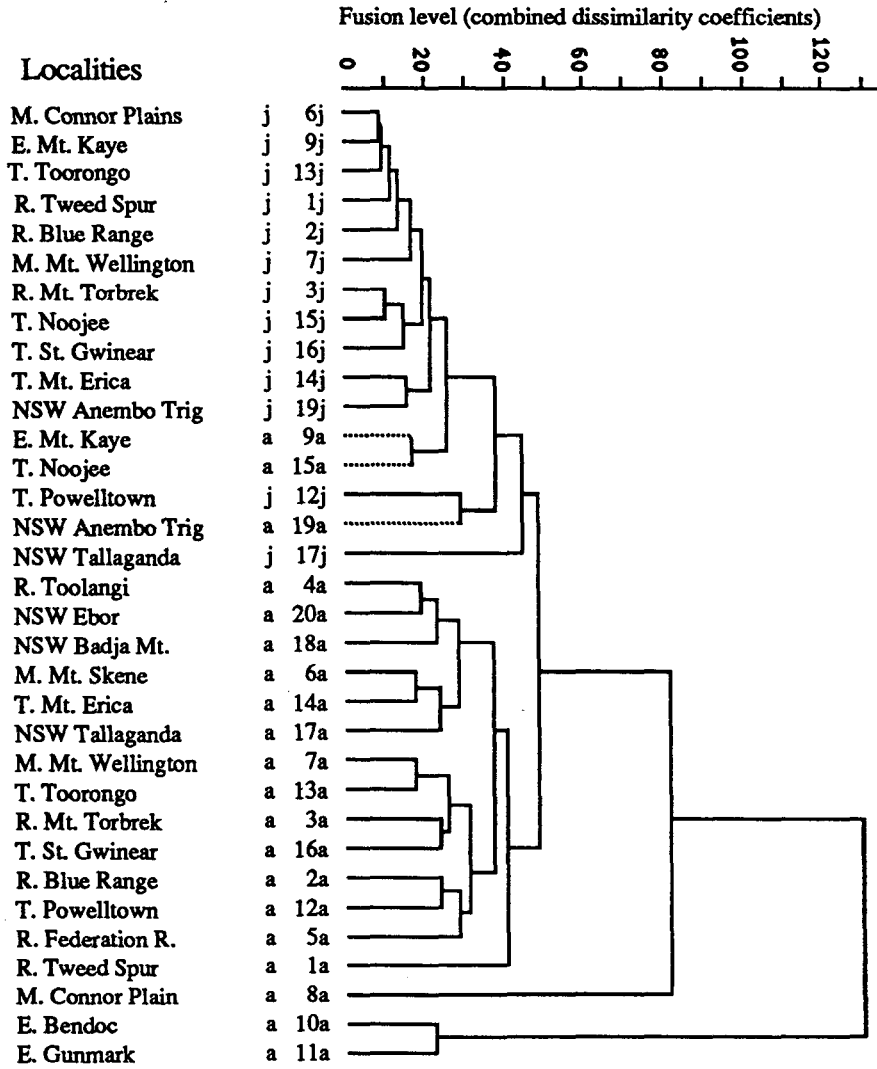 Fusion level (combined dissimilarity coefficients)
Localities
0 20 40 60 80 100 120
M. Connor Plains j 6j
E. Mt. Kaye j 9j
T. Toorongo j 13j
R. Tweed Spur j 1j
R. Blue Range j 2j
M. Mt. Wellington j 7j
R. Mt. Torbrek j 3j
T. Noojee j 15j
T. St. Gwinear j 16j
T. Mt. Erica j 14j
NSW Anembo Trig j 19j
E. Mt. Kaye a 9a
T. Noojee a 15a
T. Powelltown j 12j
NSW Anembo Trig a 19a
NSW Tallaganda j 17j
R. Toolangi a 4a
NSW Ebor a 20a
NSW Badja Mt. a 18a
M. Mt. Skene a 6a
T. Mt. Erica a 14a
NSW Tallaganda a 17a
M. Mt. Wellington a 7a
T. Toorongo a 13a
R. Mt. Torbrek a 3a
T. St. Gwinear a 16a
R. Blue Range a 2a
T. Powelltown a 12a
R. Federation R. a 5a
R. Tweed Spur a 1a
M. Connor Plain a 8a
E. Bendoc a 10a
E. Gunmark a 11a